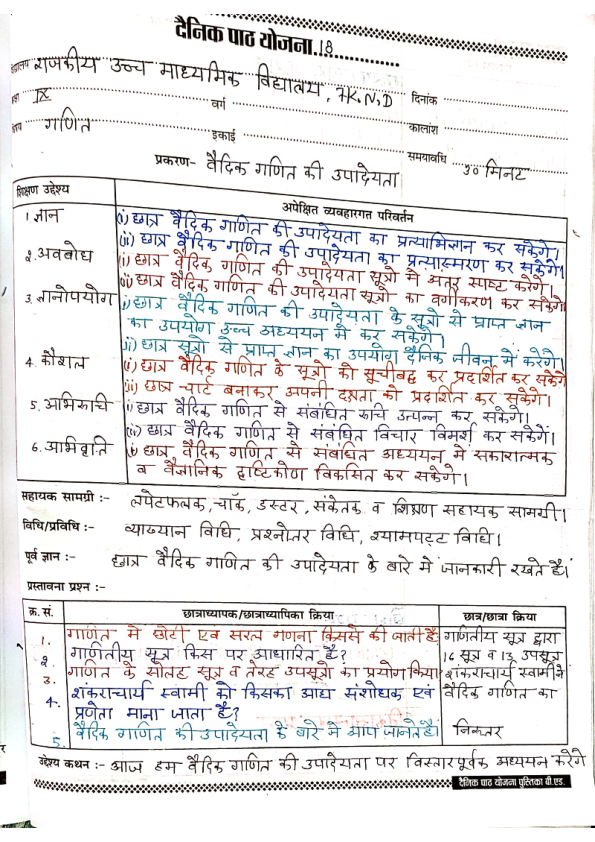 दैनिक पाठ योजना.18............
विद्यालय राजकीय उच्च माध्यमिक विद्यालय, 7K.N.D दिनांक
कक्षा IX वर्ग
विषय गणित इकाई कालांश
प्रकरण- वैदिक गणित की उपादेयता समयावधि 30 मिनट
शिक्षण उद्देश्य अपेक्षित व्यवहारगत परिवर्तन
1. ज्ञान (i) छात्र वैदिक गणित की उपादेयता का प्रत्याभिज्ञान कर सकेगे।
(ii) छात्र वैदिक गणित की उपादेयता का प्रत्यास्मरण कर सकेगे।
2. अवबोध (i) छात्र वैदिक गणित की उपादेयता सूत्रो मे अतर स्पष्ट करेगे।
(ii) छात्र वैदिक गणित की उपादेयता सूत्रो का वर्गीकरण कर सकेगे
3. ज्ञानोपयोग (i) छात्र वैदिक गणित की उपादेयता के सूत्रो से प्राप्त ज्ञान
का उपयोग उच्च अध्ययन मे कर सकेगे।
(ii) छात्र सूत्रो से प्राप्त ज्ञान का उपयोग दैनिक जीवन में करेगे।
4. कौशल (i) छात्र वैदिक गणित के सूत्रो को सूचीबद्ध कर प्रदर्शित कर सकेगे
(ii) छात्र चार्ट बनाकर अपनी दक्षता को प्रदर्शित कर सकेगे।
5. अभिरूचि (i) छात्र वैदिक गणित से संबंधित रूचि उत्पन्न कर सकेगे।
(ii) छात्र वैदिक गणित से संबंधित विचार विमर्श कर सकेगें।
6. अभिवृति (i) छात्र वैदिक गणित से संबंधित अध्ययन में सकारात्मक
व वैज्ञानिक दृष्टिकोण विकसित कर सकेगे।
सहायक सामग्री :- लपेटफलक, चॉक, डस्टर, संकेतक व शिक्षण सहायक सामग्री।
विधि/प्रविधि :- व्याख्यान विधि, प्रश्नोतर विधि, श्यामपट्ट विधि।
पूर्व ज्ञान :- छात्र वैदिक गणित की उपादेयता के बारे में जानकारी रखते है।
प्रस्तावना प्रश्न :-
क्र. सं. छात्राध्यापक/छात्राध्यापिका क्रिया छात्र/छात्रा क्रिया
1. गणित मे छोटी एवं सरल गणना किससे की जाती है गणितीय सूत्र द्वारा
2. गणितीय सूत्र किस पर आधारित है? 16 सूत्र व 13 उपसूत्र
3. गणित के सोलह सूत्र व तेरह उपसूत्रो का प्रयोग किया शंकराचार्य स्वामी ने
4. शंकराचार्य स्वामी को किसका आद्य संशोधक एवं वैदिक गणित का
प्रणेता माना जाता है?
5. वैदिक गणित की उपादेयता के बारे मे आप जानते है। निरूतर
उद्देश्य कथन :- आज हम वैदिक गणित की उपादेयता पर विस्तारपूर्वक अध्ययन करेंगे
दैनिक पाठ योजना पुस्तिका बी.एड.